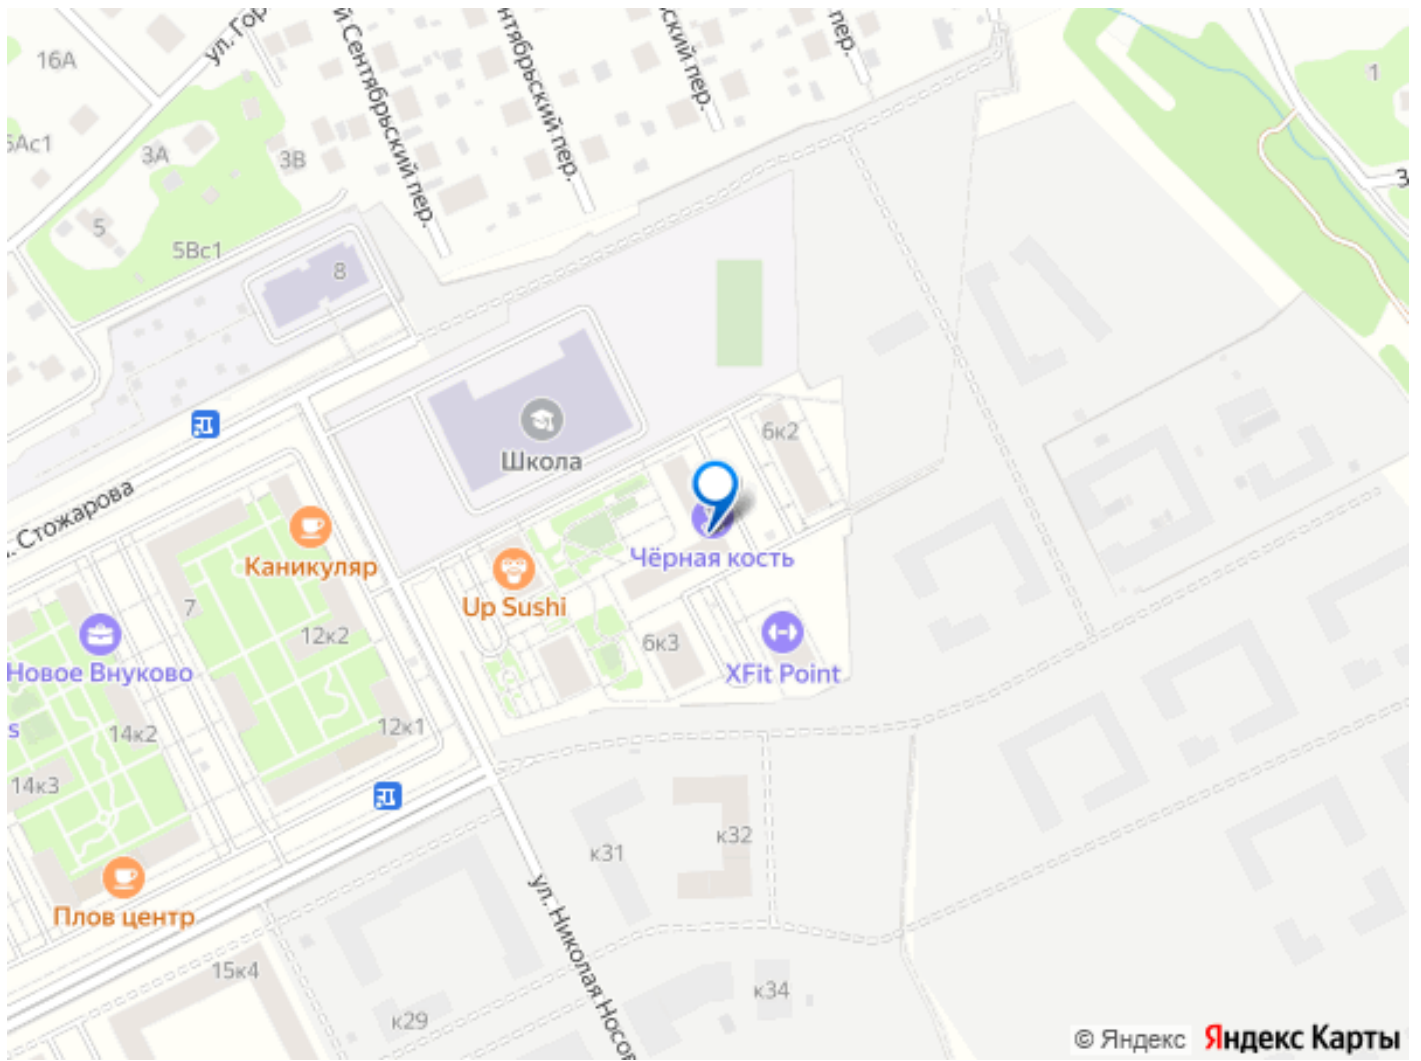 16А
ул. Гор
й Сентябрьский пер.
нтябрьский пер.
ский пер.
пер.
1
3
5Ас1
3А
3В
5
5Вс1
8
Школа
6к2
. Стожарова
Каникуляр
Чёрная кость
Up Sushi
7
12к2
6к3
XFit Point
Новое Внуково
s
14к2
12к1
14к3
к32
к31
Плов центр
ул. Николая Носов
15к4
к34
к29
© Яндекс
Яндекс Карты